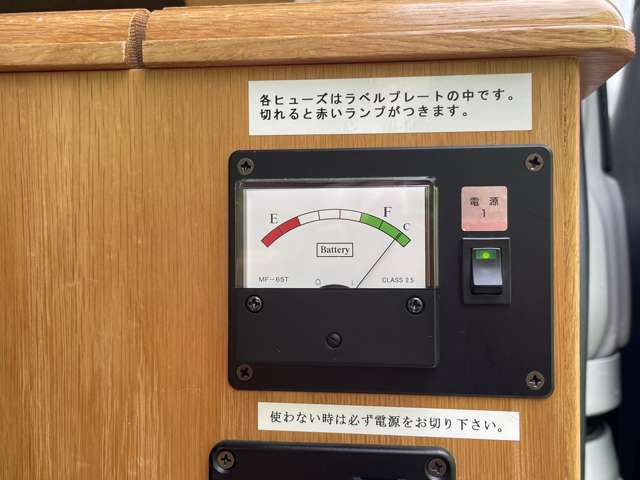 各ヒューズはラベルプレートの中です。
切れると赤いランプがつきます。
電源
1
E
F
C
Battery
MF-65T
CLASS 2.5
使わない時は必ず電源をお切り下さい。